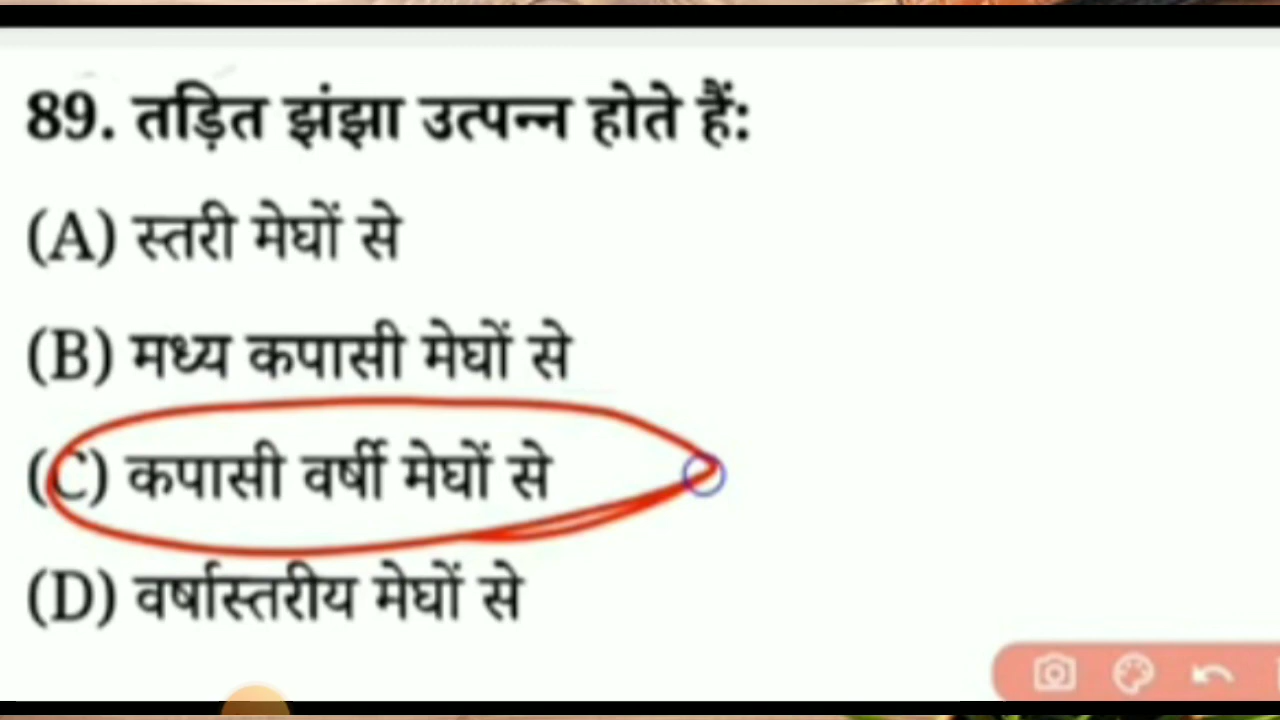 89. तड़ित झंझा उत्पन्न होते हैं:
(A) स्तरी मेघों से
(B) मध्य कपासी मेघों से
(C) कपासी वर्षी मेघों से
(D) वर्षास्तरीय मेघों से